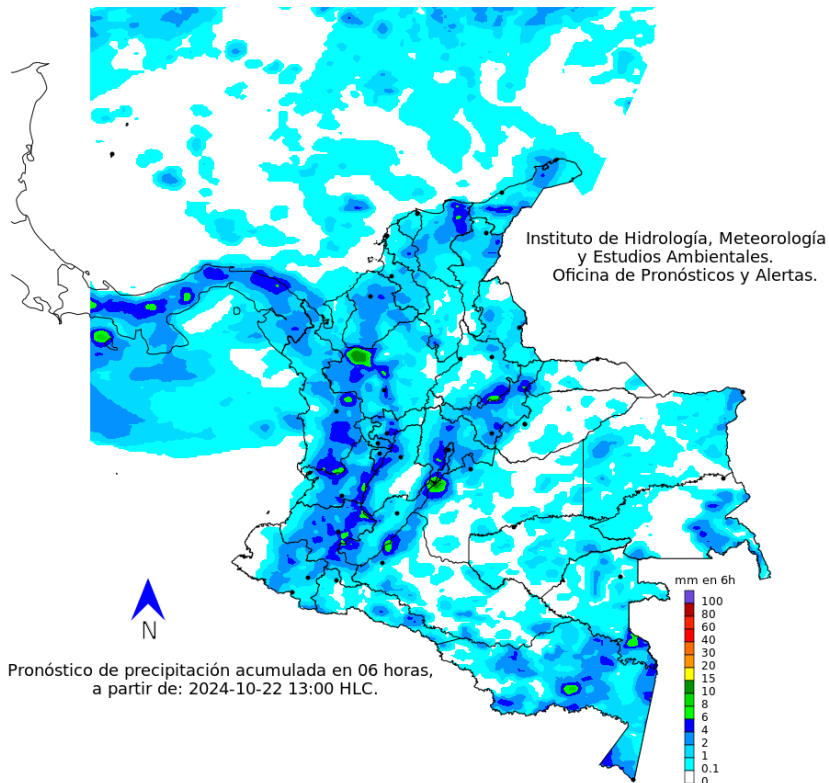 Instituto de Hidrología, Meteorología
y Estudios Ambientales.
Oficina de Pronósticos y Alertas.
mm en 6h
100
80
60
40
30
20
15
10
8
6
4
2
1
0.1
0
N
Pronóstico de precipitación acumulada en 06 horas,
a partir de: 2024-10-22 13:00 HLC.